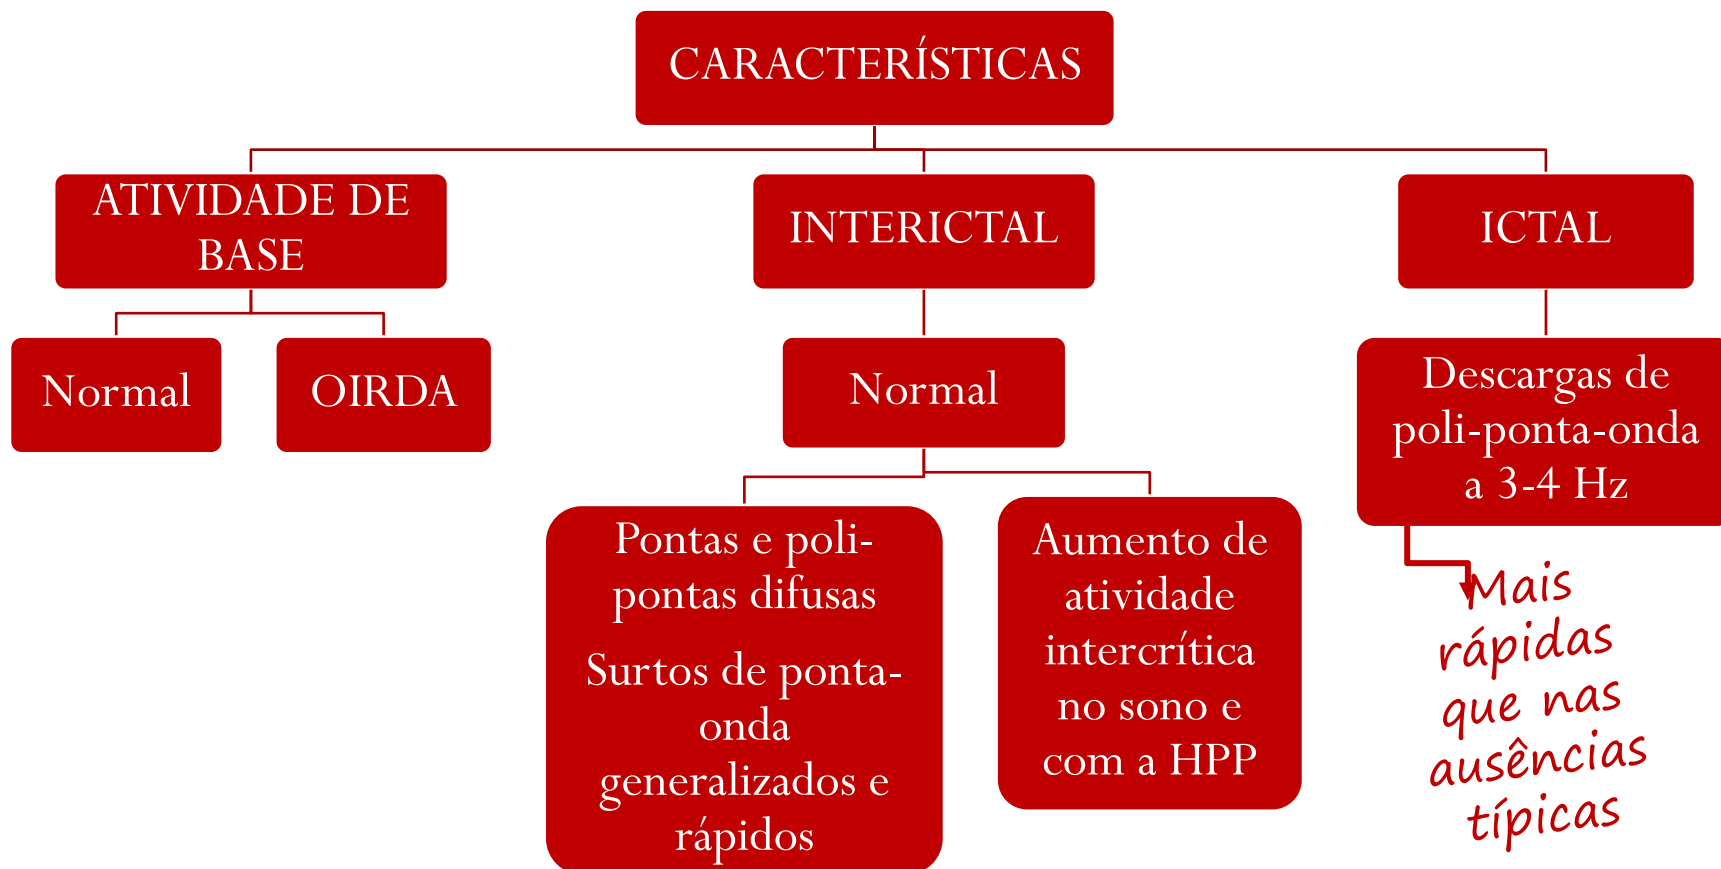 CARACTERÍSTICAS
ATIVIDADE DE
BASE
INTERICTAL
ICTAL
Normal
OIRDA
Normal
Descargas de
poli-ponta-onda
a 3-4 Hz
Pontas e poli-
pontas difusas
Surtos de ponta-
onda
generalizados e
rápidos
Aumento de
atividade
intercrítica
no sono e
com a HPP
Mais
rápidas
que nas
ausências
típicas